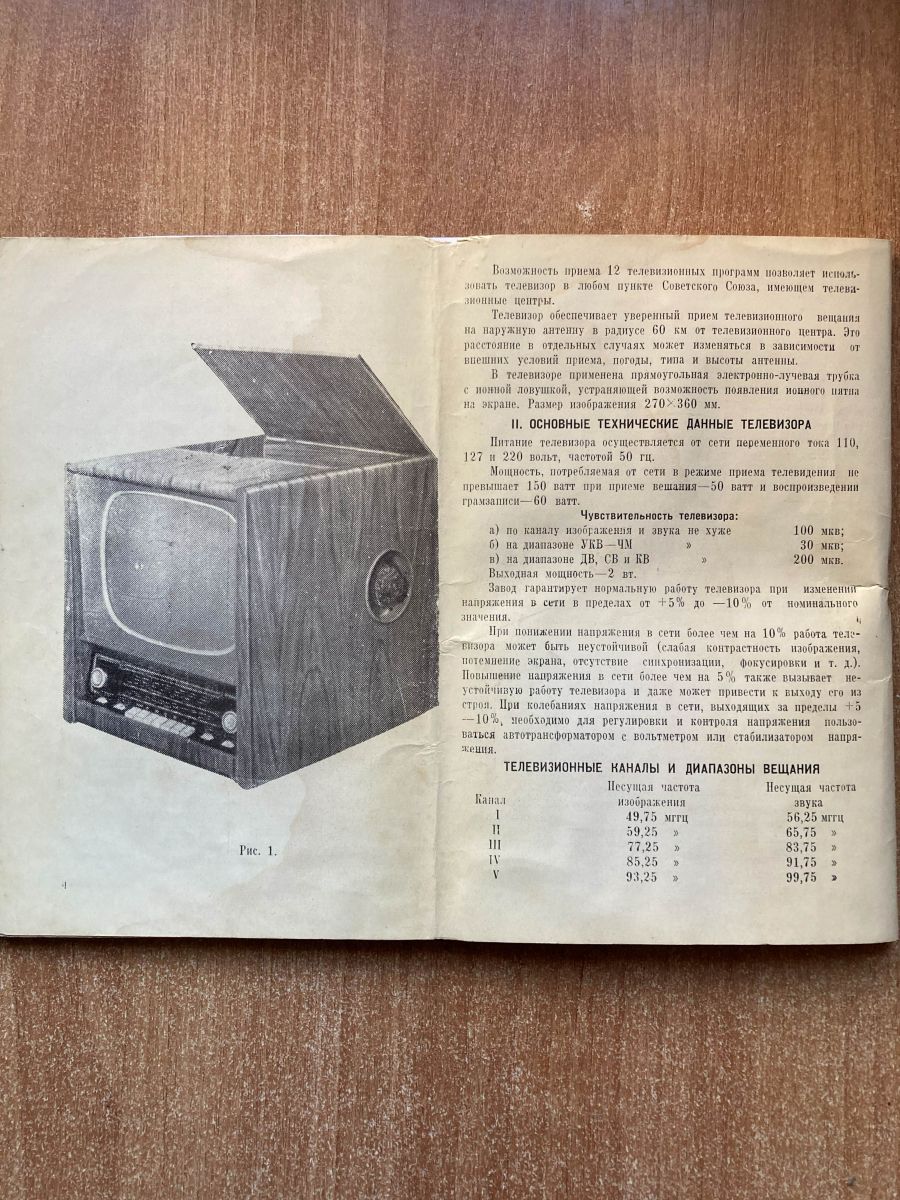 Рис. 1.
4
Возможность приема 12 телевизионных программ позволяет исполь-
зовать телевизор в любом пункте Советского Союза, имеющем телеви-
зионные центры.
Телевизор обеспечивает уверенный прием телевизионного вещания
на наружную антенну в радиусе 60 км от телевизионного центра. Это
расстояние в отдельных случаях может изменяться в зависимости от
внешних условий приема, погоды, типа и высоты антенны.
В телевизоре применена прямоугольная электронно-лучевая трубка
с ионной ловушкой, устраняющей возможность появления ионного пятна
на экране. Размер изображения 270×360 мм.
II. ОСНОВНЫЕ ТЕХНИЧЕСКИЕ ДАННЫЕ ТЕЛЕВИЗОРА
Питание телевизора осуществляется от сети переменного тока 110,
127 и 220 вольт, частотой 50 гц.
Мощность, потребляемая от сети в режиме приема телевидения не
превышает 150 ватт при приеме вещания—50 ватт и воспроизведении
грамзаписи—60 ватт.
Чувствительность телевизора:
а) по каналу изображения и звука не хуже 100 мкв;
б) на диапазоне УКВ—ЧМ » 30 мкв;
в) на диапазоне ДВ, СВ и КВ » 200 мкв.
Выходная мощность—2 вт.
Завод гарантирует нормальную работу телевизора при изменении
напряжения в сети в пределах от +5% до —10% от номинального
значения.
При понижении напряжения в сети более чем на 10% работа теле-
визора может быть неустойчивой (слабая контрастность изображения,
потемнение экрана, отсутствие синхронизации, фокусировки и т. д.).
Повышение напряжения в сети более чем на 5% также вызывает не-
устойчивую работу телевизора и даже может привести к выходу его из
строя. При колебаниях напряжения в сети, выходящих за пределы +5
—10%, необходимо для регулировки и контроля напряжения пользо-
ваться автотрансформатором с вольтметром или стабилизатором напря-
жения.
ТЕЛЕВИЗИОННЫЕ КАНАЛЫ И ДИАПАЗОНЫ ВЕЩАНИЯ
Канал Несущая частота изображения Несущая частота звука
I 49,75 мггц 56,25 мггц
II 59,25 » 65,75 »
III 77,25 » 83,75 »
IV 85,25 » 91,75 »
V 93,25 » 99,75 »